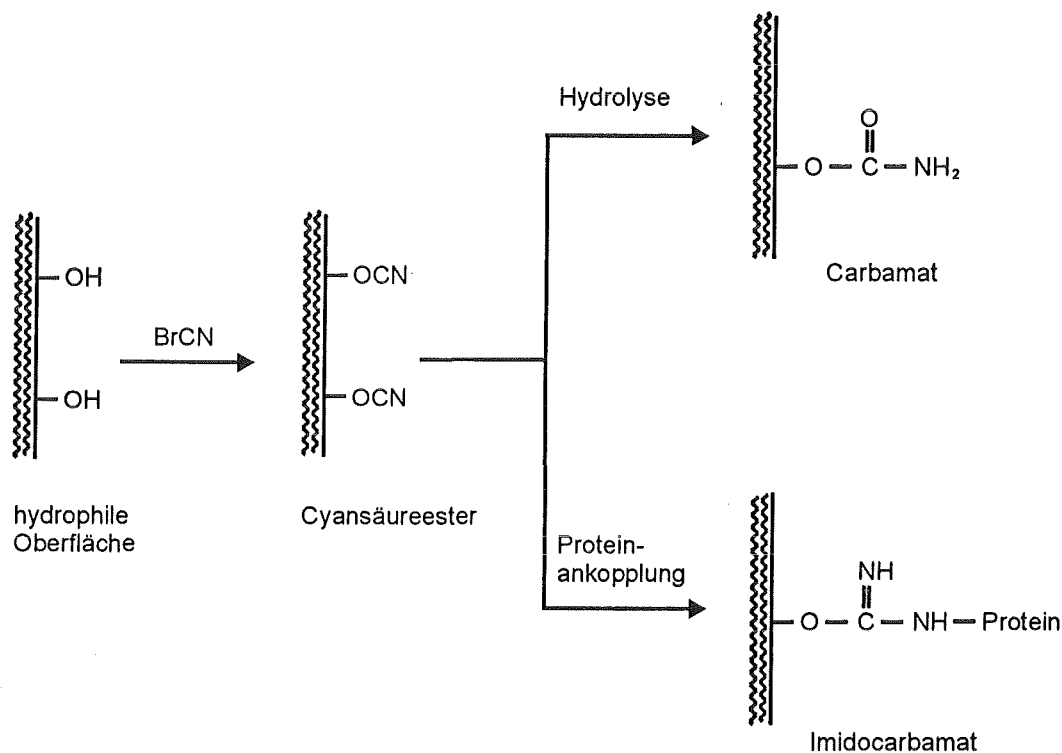 OH
OH
hydrophile
Oberfläche
BrCN
OCN
OCN
Cyansäureester
Hydrolyse
O
O — C — NH₂
Carbamat
Protein-
ankopplung
NH
O — C — NH — Protein
Imidocarbamat